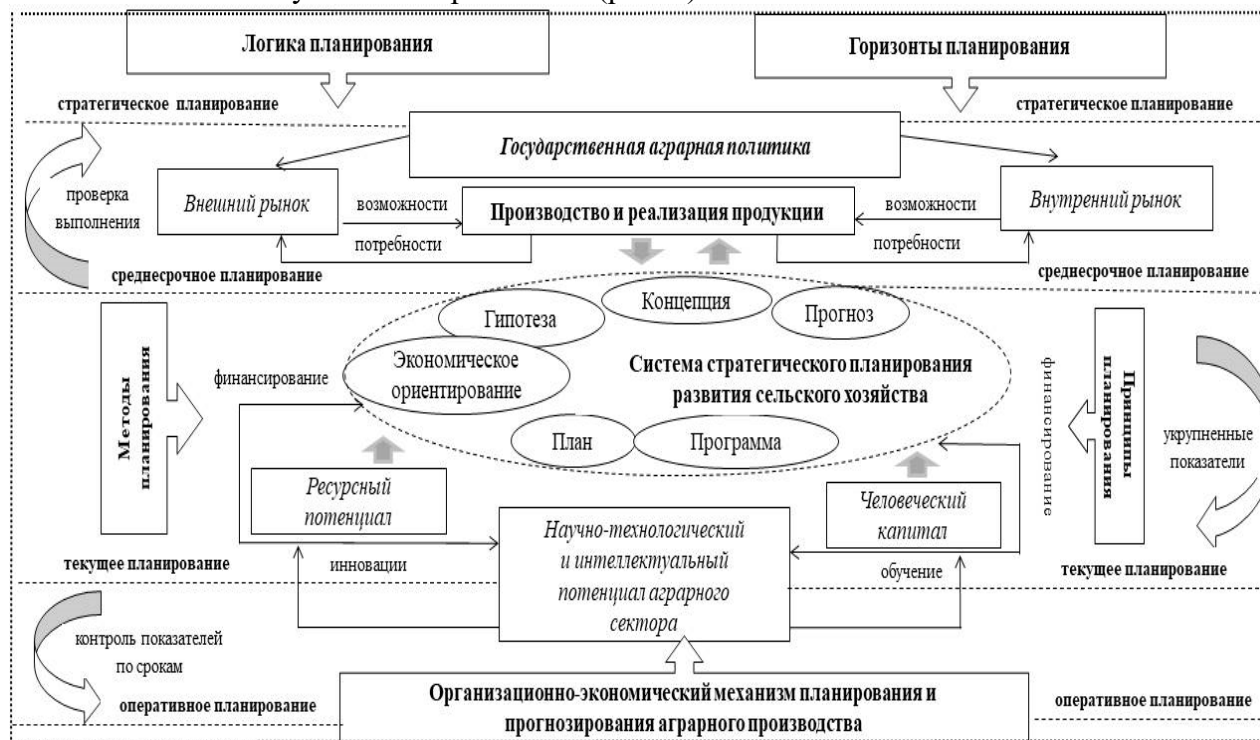 Логика планирования
Горизонты планирования
стратегическое планирование
стратегическое планирование
Государственная аграрная политика
проверка
выполнения
Внешний рынок
возможности
потребности
Производство и реализация продукции
возможности
потребности
Внутренний рынок
среднесрочное планирование
среднесрочное планирование
Концепция
Гипотеза
Прогноз
Экономическое
ориентирование
Система стратегического планирования
развития сельского хозяйства
План
Программа
Методы
планирования
финансирование
финансирование
Принципы
планирования
укрупненные
показатели
Ресурсный
потенциал
Человеческий
капитал
Научно-технологический
и интеллектуальный
потенциал аграрного
сектора
инновации
обучение
текущее планирование
текущее планирование
контроль показателей
по срокам
оперативное планирование
оперативное планирование
Организационно-экономический механизм планирования и
прогнозирования аграрного производства